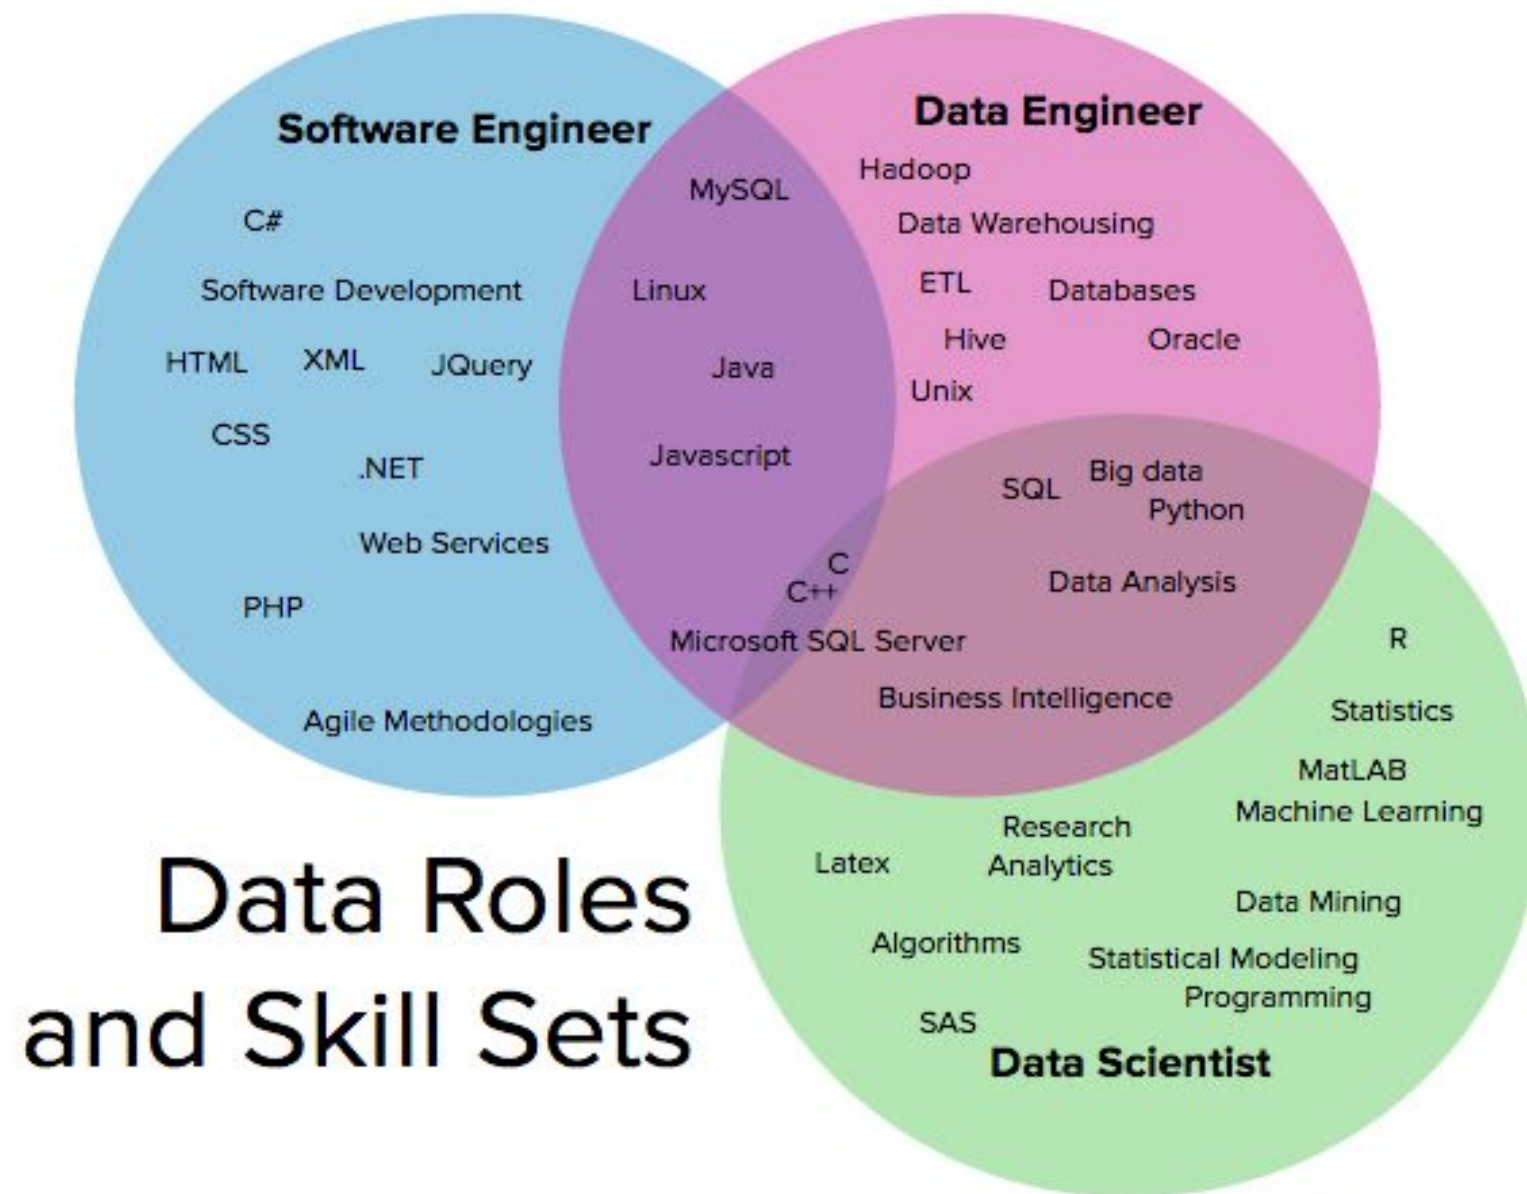 Software Engineer
C#
Software Development
HTML
XML
JQuery
CSS
.NET
Web Services
PHP
Agile Methodologies
MySQL
Linux
Java
Javascript
C
C++
Microsoft SQL Server
Data Engineer
Hadoop
Data Warehousing
ETL
Databases
Hive
Oracle
Unix
SQL
Big data
Python
Data Analysis
Business Intelligence
R
Statistics
MatLAB
Machine Learning
Research
Analytics
Latex
Data Mining
Algorithms
Statistical Modeling
Programming
SAS
Data Scientist
Data Roles
and Skill Sets